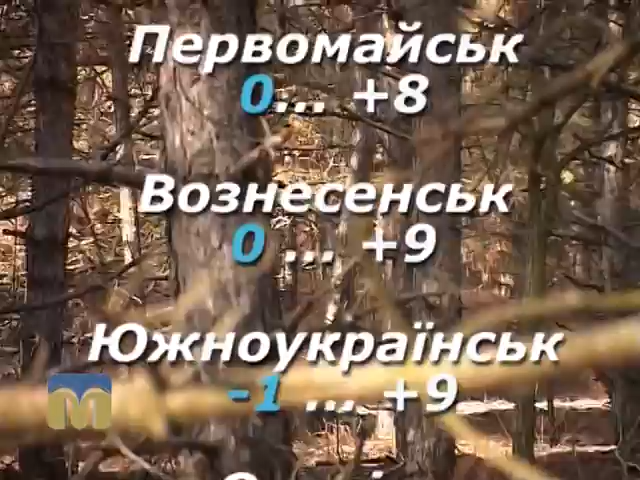 Первомайськ
0... +8
Вознесенськ
0 ... +9
Южноукраїнськ
-1 ... +9